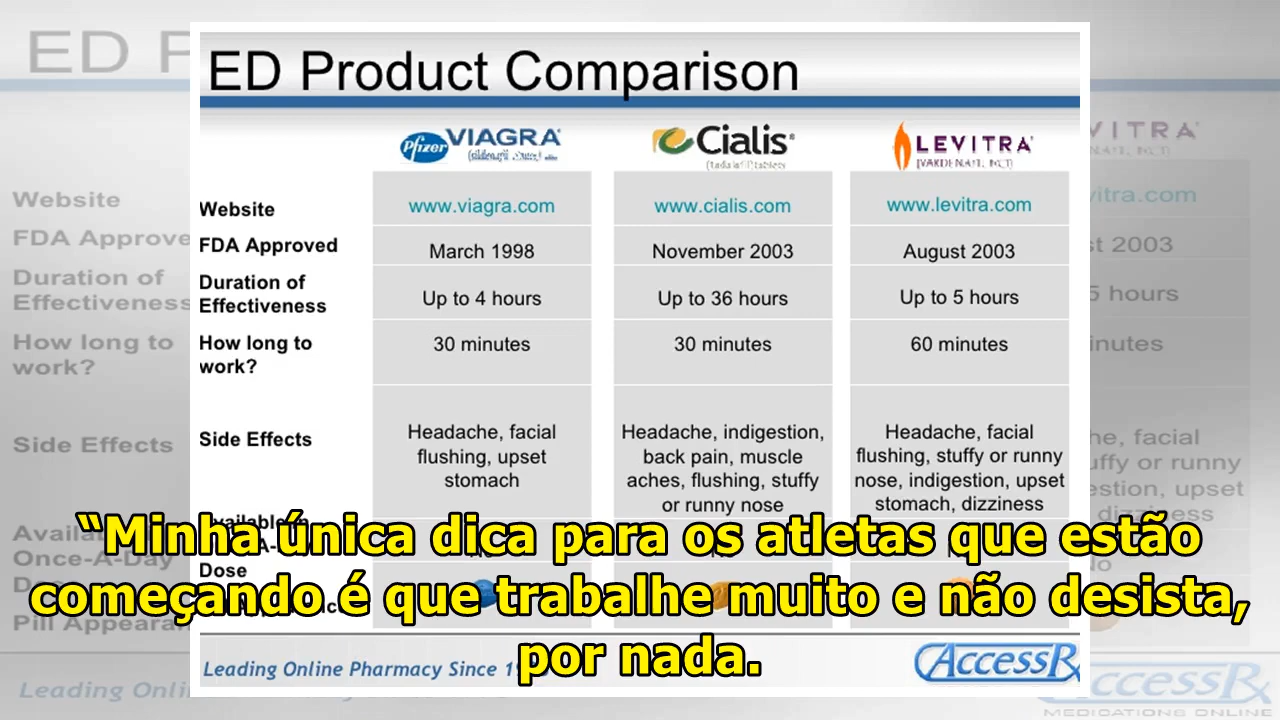 ED Product Comparison
Pfizer VIAGRA® Cialis® LEVITRA®
Website www.viagra.com www.cialis.com www.levitra.com
FDA Approved March 1998 November 2003 August 2003
Duration of
Effectiveness Up to 4 hours Up to 36 hours Up to 5 hours
How long to
work? 30 minutes 30 minutes 60 minutes
Side Effects
Headache, facial
flushing, upset
stomach
Headache, indigestion,
back pain, muscle
aches, flushing, stuffy
or runny nose
Headache, facial
flushing, stuffy or runny
nose, indigestion, upset
stomach, dizziness
Dose
“Minha única dica para os atletas que estão
começando é que trabalhe muito e não desista,
por nada.
Leading Online Pharmacy Since
AccessRx
MEDICATIONS ONLINE